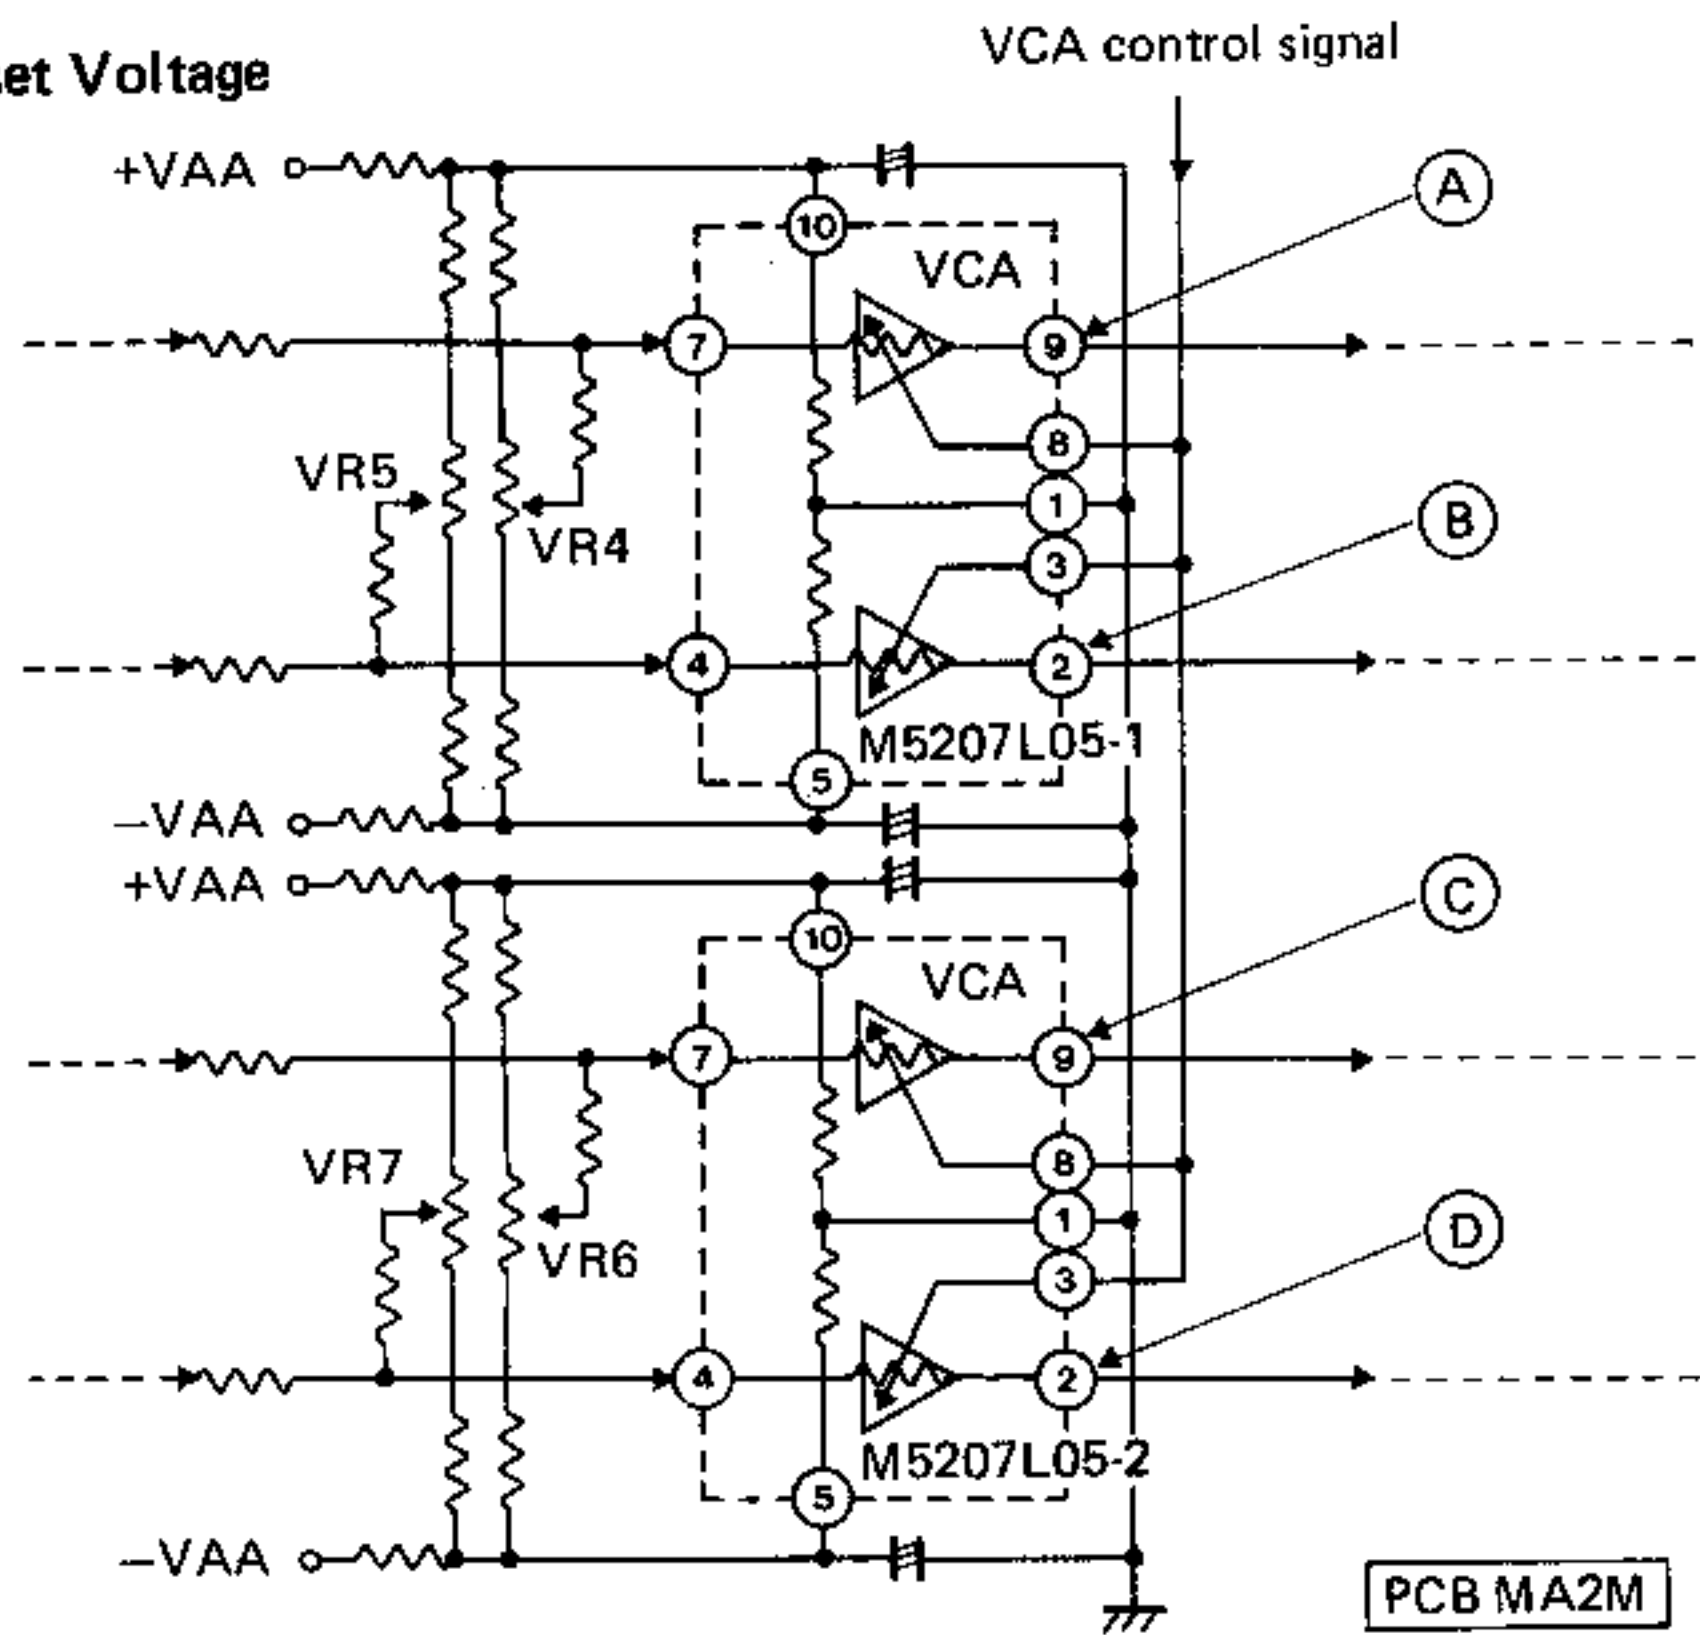 et Voltage
VCA control signal
+VAA
A
10
VCA
7
9
8
VR5
1
B
VR4
3
4
2
M5207L05-1
5
−VAA
+VAA
C
10
VCA
7
9
VR7
8
1
D
VR6
3
4
2
M5207L05-2
5
−VAA
PCB MA2M